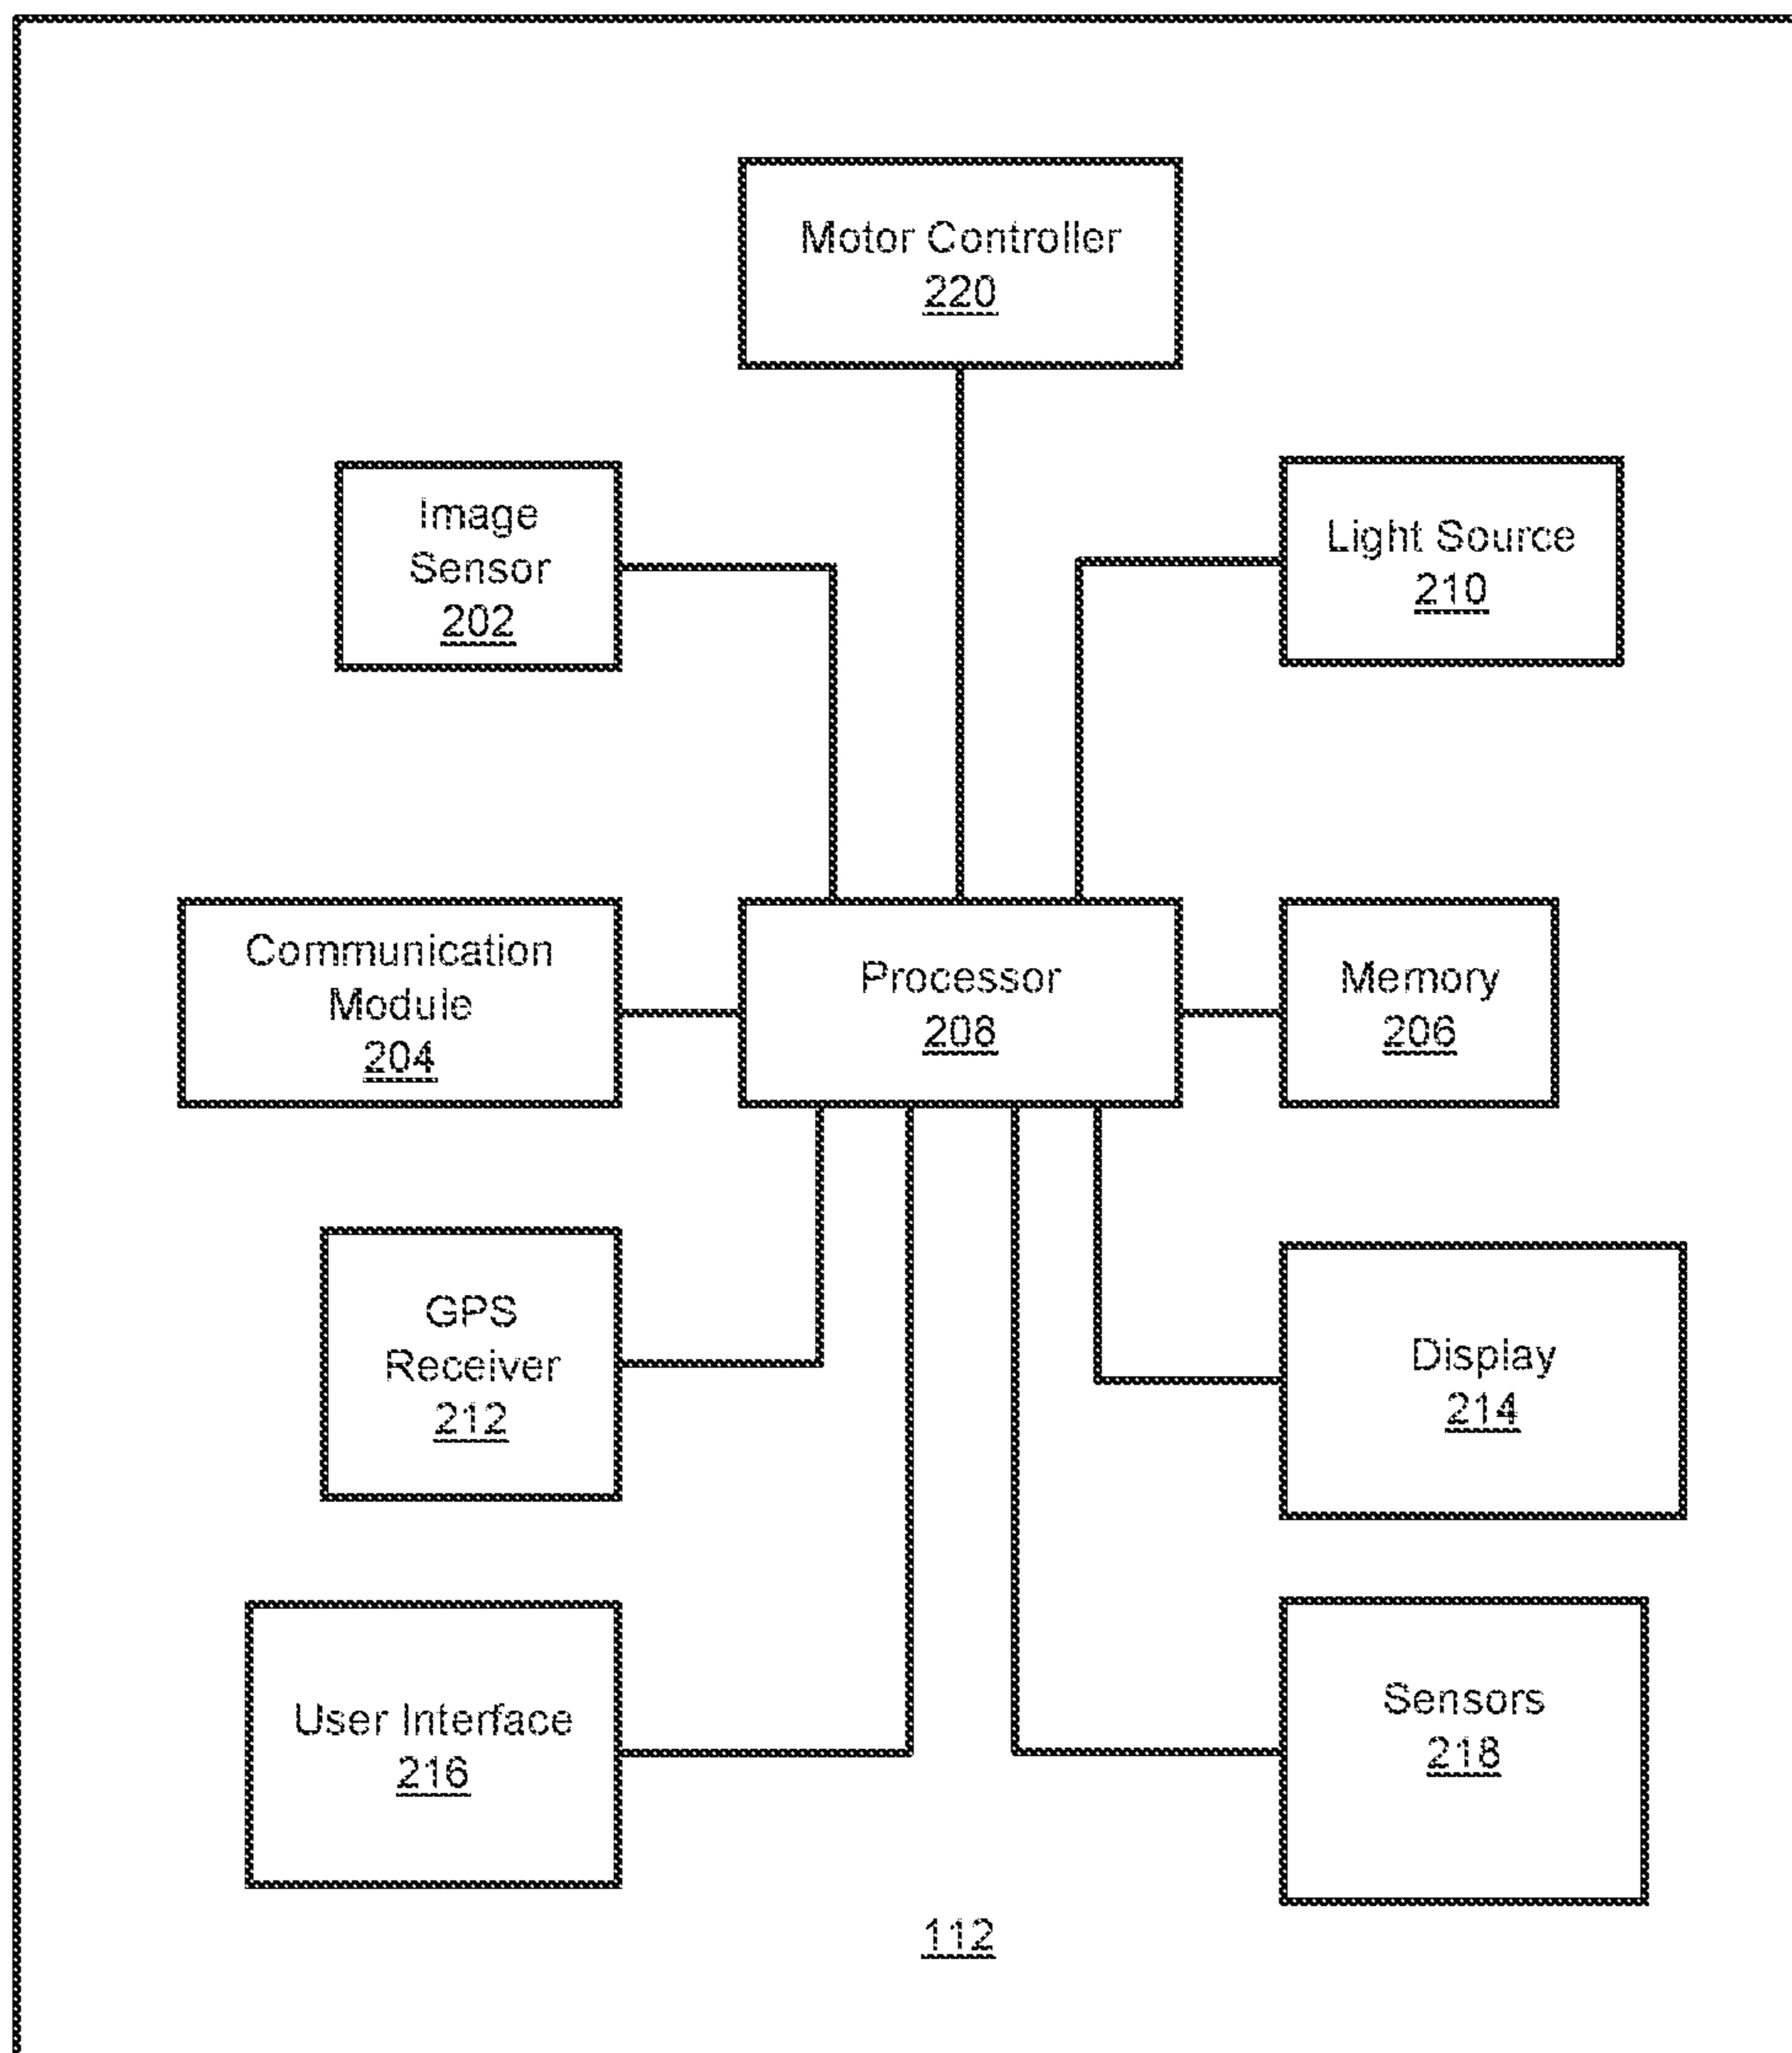 Motor Controller
220
Image
Sensor
202
Light Source
210
Communication
Module
204
Processor
208
Memory
206
GPS
Receiver
212
Display
214
User Interface
216
Sensors
218
112